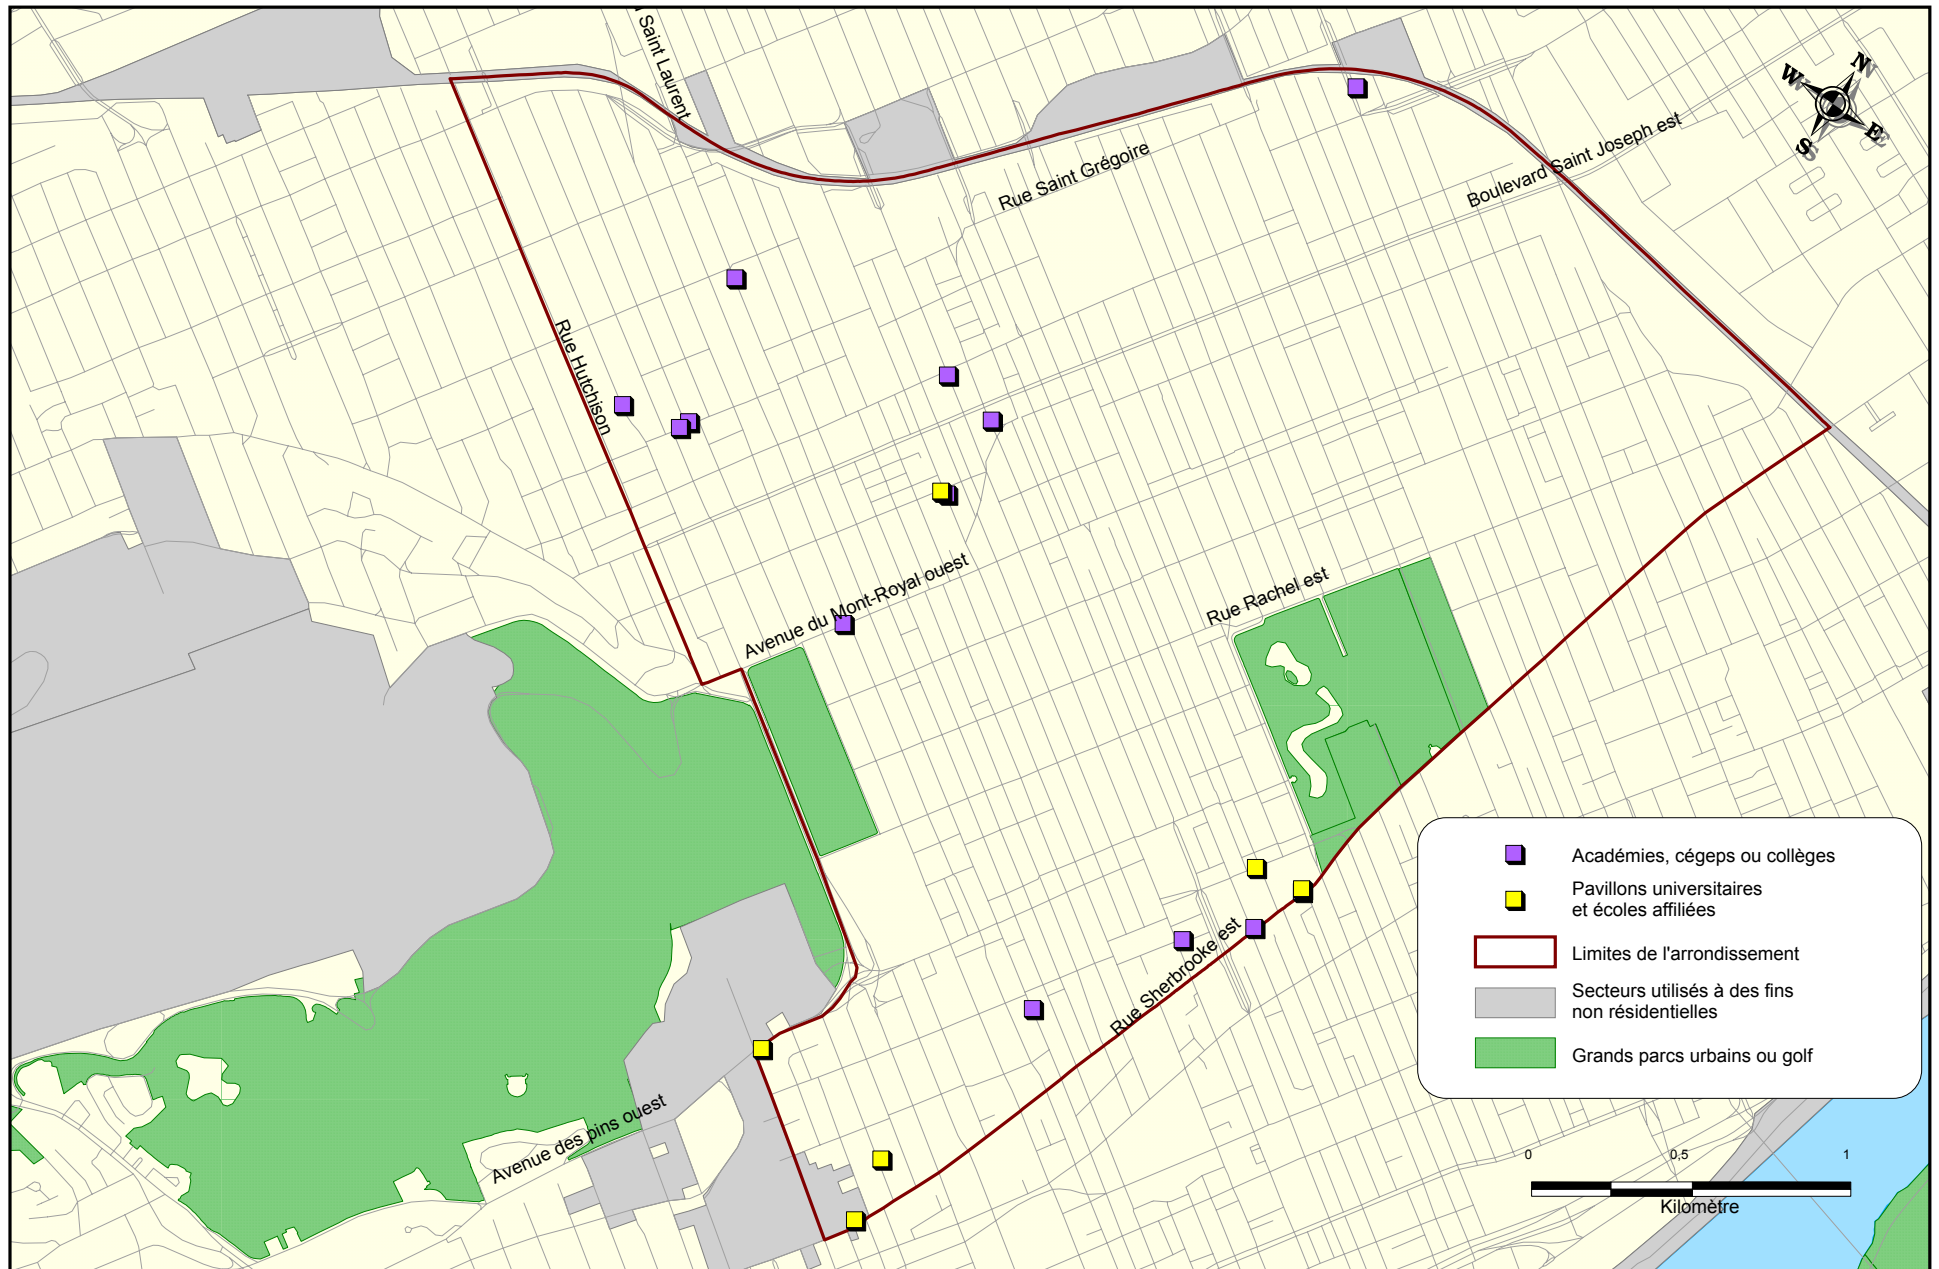 Saint Laurent
N
W
E
S
Rue Saint Grégoire
Boulevard Saint Joseph est
Rue Hutchison
Avenue du Mont-Royal ouest
Rue Rachel est
Rue Sherbrooke est
Avenue des pins ouest
Académies, cégeps ou collèges
Pavillons universitaires
et écoles affiliées
Limites de l'arrondissement
Secteurs utilisés à des fins
non résidentielles
Grands parcs urbains ou golf
0 0,5 1
Kilomètre